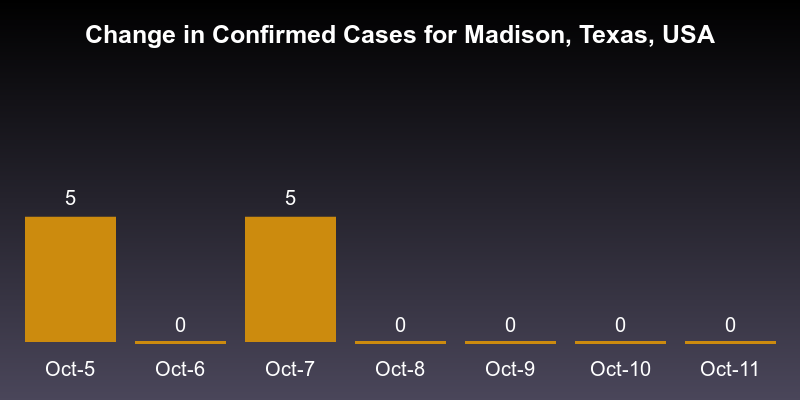 Change in Confirmed Cases for Madison, Texas, USA
5 0 5 0 0 0 0
Oct-5 Oct-6 Oct-7 Oct-8 Oct-9 Oct-10 Oct-11